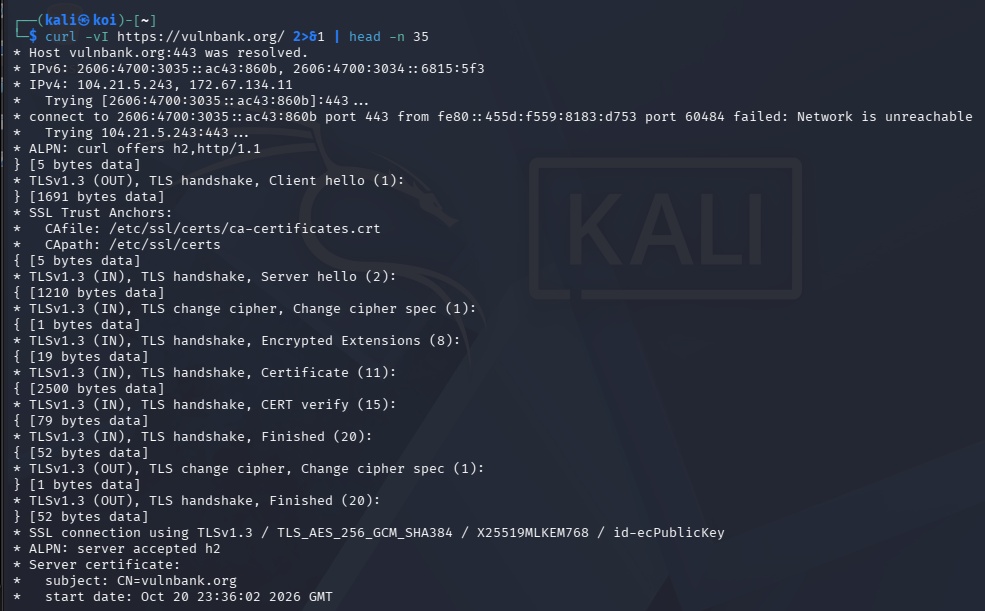 ┌──(kali㉿koi)-[~]
└─$ curl -vI https://vulnbank.org/ 2>&1 | head -n 35
* Host vulnbank.org:443 was resolved.
* IPv6: 2606:4700:3035::ac43:860b, 2606:4700:3034::6815:5f3
* IPv4: 104.21.5.243, 172.67.134.11
*   Trying [2606:4700:3035::ac43:860b]:443...
* connect to 2606:4700:3035::ac43:860b port 443 from fe80::455d:f559:8183:d753 port 60484 failed: Network is unreachable
*   Trying 104.21.5.243:443...
* ALPN: curl offers h2,http/1.1
} [5 bytes data]
* TLSv1.3 (OUT), TLS handshake, Client hello (1):
} [1691 bytes data]
* SSL Trust Anchors:
*   CAfile: /etc/ssl/certs/ca-certificates.crt
*   CApath: /etc/ssl/certs
{ [5 bytes data]
* TLSv1.3 (IN), TLS handshake, Server hello (2):
{ [1210 bytes data]
* TLSv1.3 (IN), TLS change cipher, Change cipher spec (1):
{ [1 bytes data]
* TLSv1.3 (IN), TLS handshake, Encrypted Extensions (8):
{ [19 bytes data]
* TLSv1.3 (IN), TLS handshake, Certificate (11):
{ [2500 bytes data]
* TLSv1.3 (IN), TLS handshake, CERT verify (15):
{ [79 bytes data]
* TLSv1.3 (IN), TLS handshake, Finished (20):
{ [52 bytes data]
* TLSv1.3 (OUT), TLS change cipher, Change cipher spec (1):
} [1 bytes data]
* TLSv1.3 (OUT), TLS handshake, Finished (20):
} [52 bytes data]
* SSL connection using TLSv1.3 / TLS_AES_256_GCM_SHA384 / X25519MLKEM768 / id-ecPublicKey
* ALPN: server accepted h2
* Server certificate:
*   subject: CN=vulnbank.org
*   start date: Oct 20 23:36:02 2026 GMT
KALI